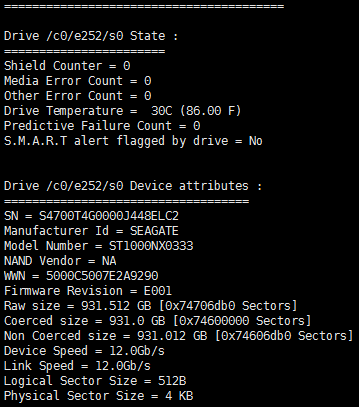 ========================================
Drive /c0/e252/s0 State :
=======================
Shield Counter = 0
Media Error Count = 0
Other Error Count = 0
Drive Temperature =  30C (86.00 F)
Predictive Failure Count = 0
S.M.A.R.T alert flagged by drive = No
Drive /c0/e252/s0 Device attributes :
===================================
SN = S4700T4G0000J448ELC2
Manufacturer Id = SEAGATE
Model Number = ST1000NX0333
NAND Vendor = NA
WWN = 5000C5007E2A9290
Firmware Revision = E001
Raw size = 931.512 GB [0x74706db0 Sectors]
Coerced size = 931.0 GB [0x74600000 Sectors]
Non Coerced size = 931.012 GB [0x74606db0 Sectors]
Device Speed = 12.0Gb/s
Link Speed = 12.0Gb/s
Logical Sector Size = 512B
Physical Sector Size = 4 KB